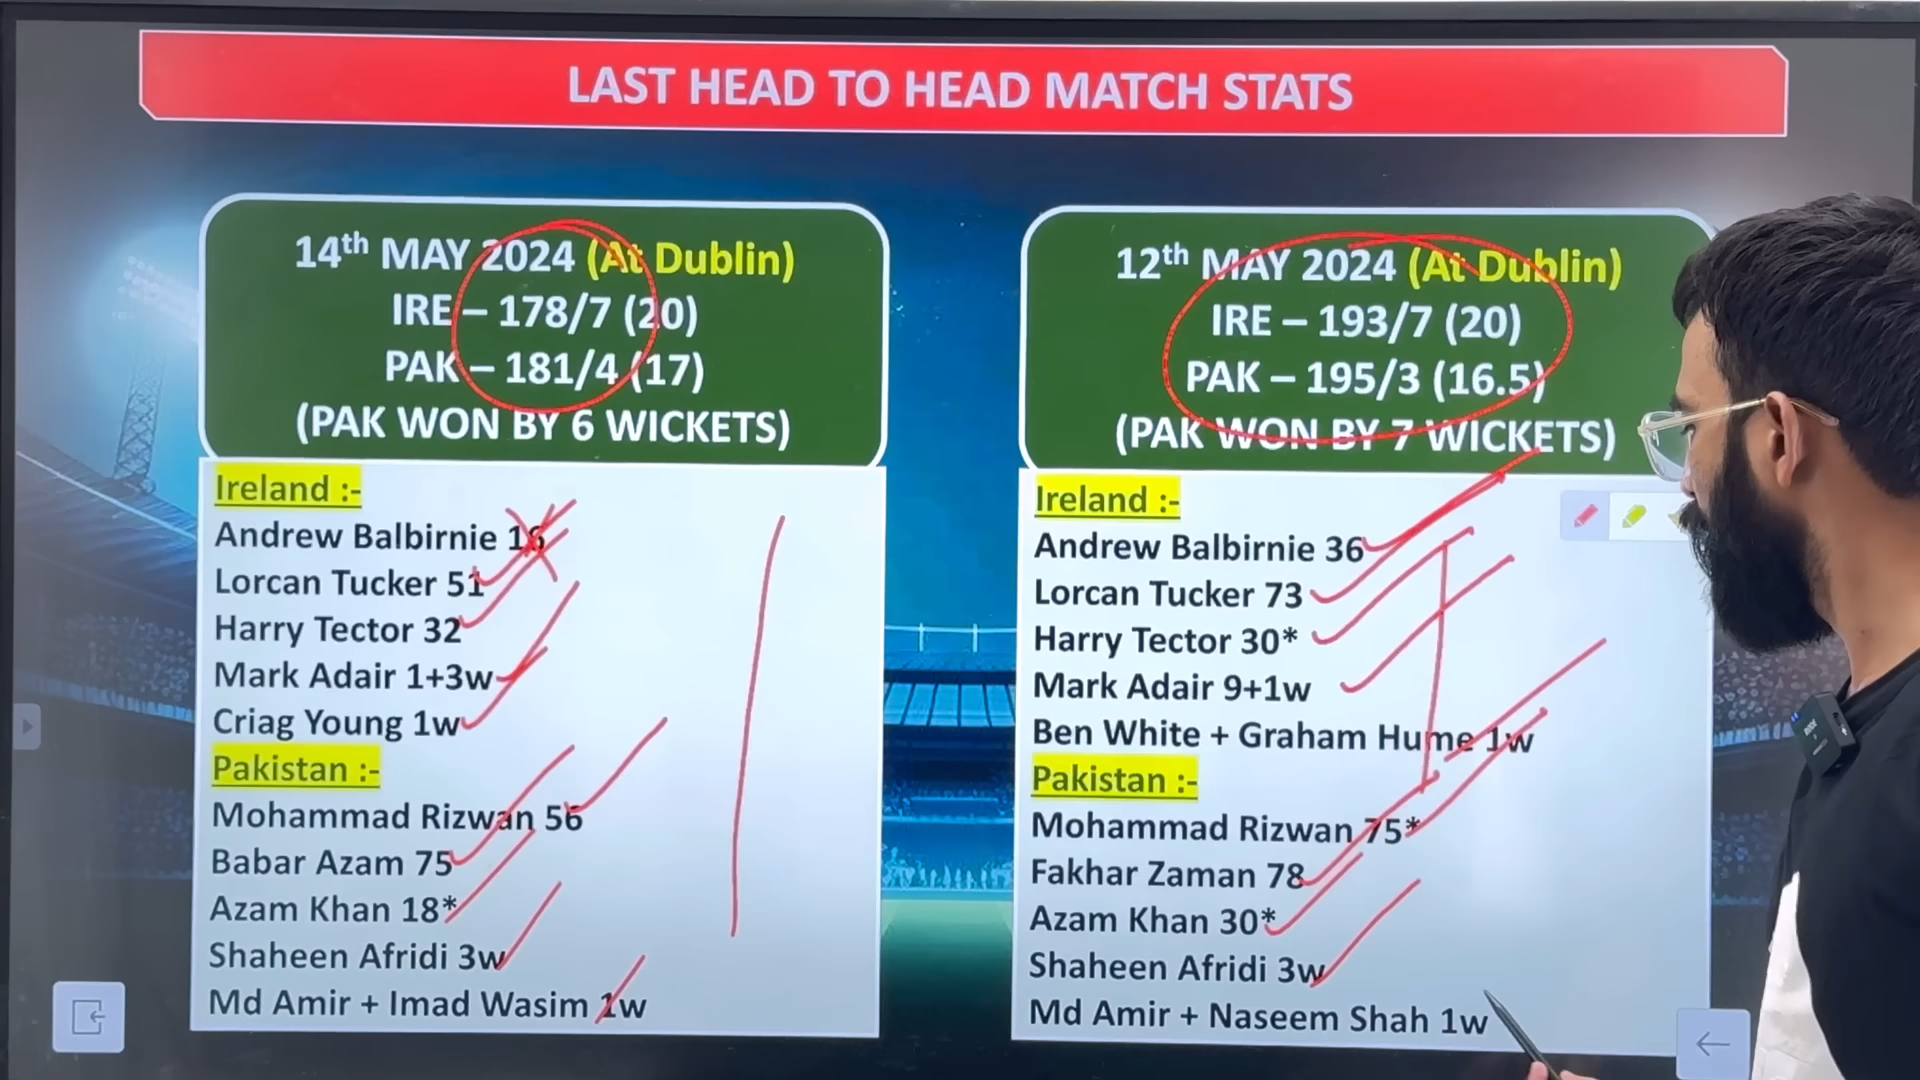 LAST HEAD TO HEAD MATCH STATS
14th MAY 2024 (At Dublin)
IRE – 178/7 (20)
PAK – 181/4 (17)
(PAK WON BY 6 WICKETS)
Ireland :-
Andrew Balbirnie 16
Lorcan Tucker 51
Harry Tector 32
Mark Adair 1+3w
Criag Young 1w
Pakistan :-
Mohammad Rizwan 56
Babar Azam 75
Azam Khan 18*
Shaheen Afridi 3w
Md Amir + Imad Wasim 1w
12th MAY 2024 (At Dublin)
IRE – 193/7 (20)
PAK – 195/3 (16.5)
(PAK WON BY 7 WICKETS)
Ireland :-
Andrew Balbirnie 36
Lorcan Tucker 73
Harry Tector 30*
Mark Adair 9+1w
Ben White + Graham Hume 1w
Pakistan :-
Mohammad Rizwan 75*
Fakhar Zaman 78
Azam Khan 30*
Shaheen Afridi 3w
Md Amir + Naseem Shah 1w